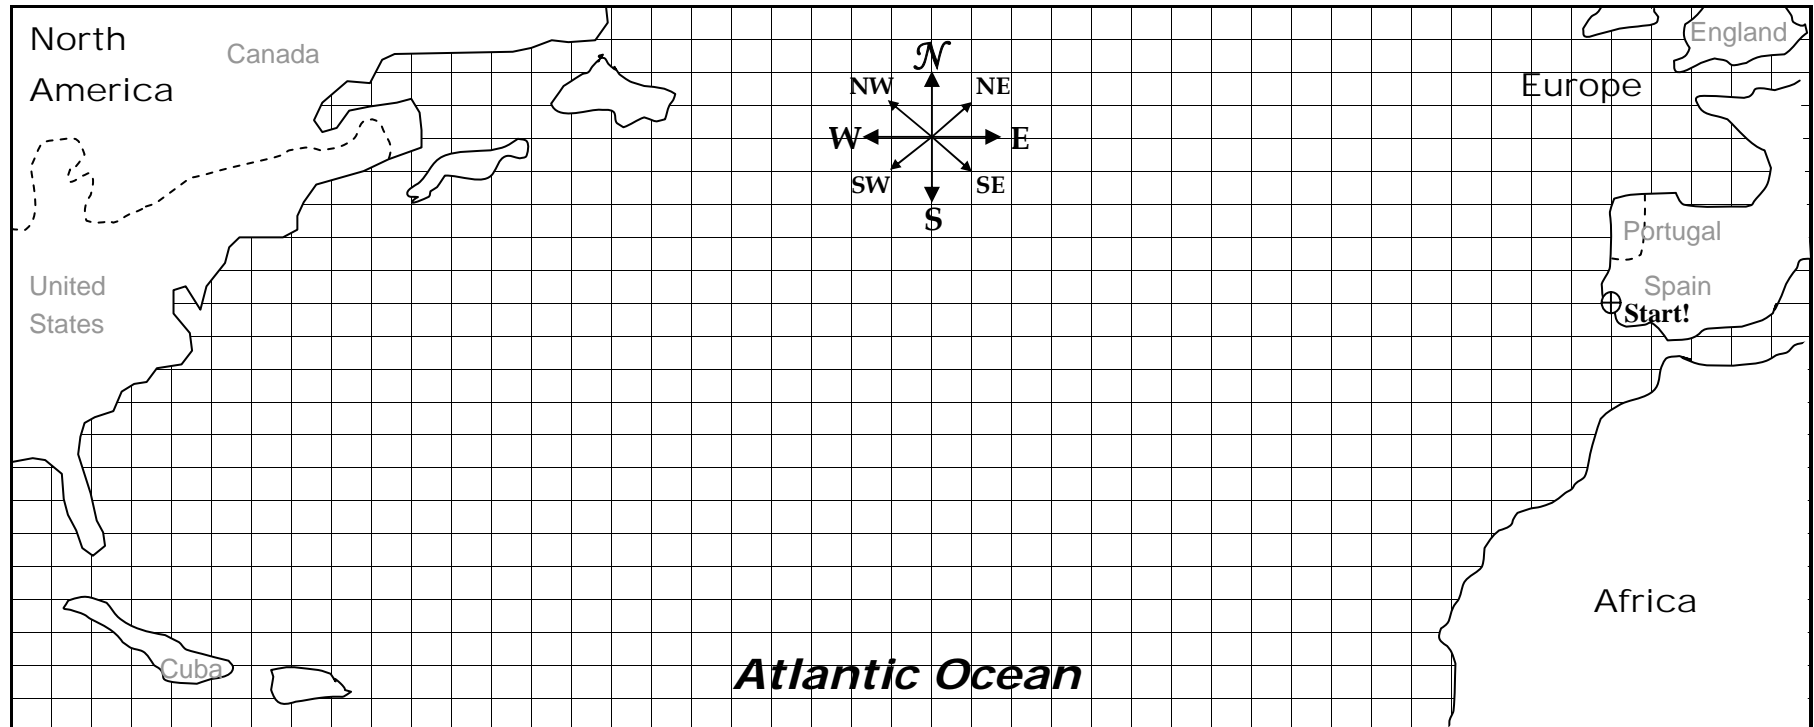 North
America
Canada
United
States
N
NW
NE
W
E
SW
SE
S
England
Europe
Portugal
Spain
Start!
Africa
Cuba
Atlantic Ocean